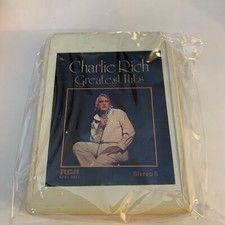 Charlie Rich
Greatest Hits
RCA
Stereo 8